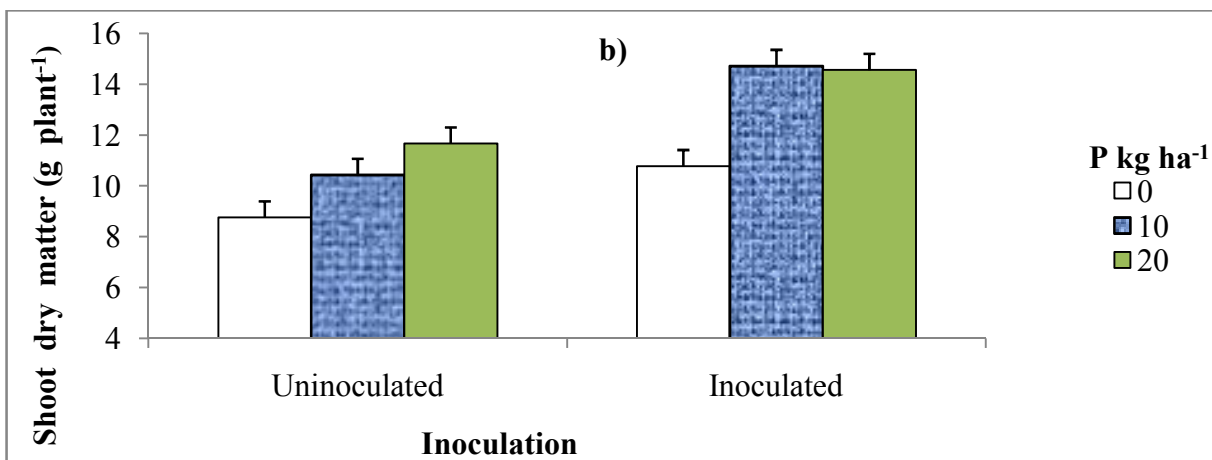 b)
Shoot dry matter (g plant-1)
16
14
12
10
8
6
4
Uninoculated
Inoculated
Inoculation
P kg ha-1
0
10
20